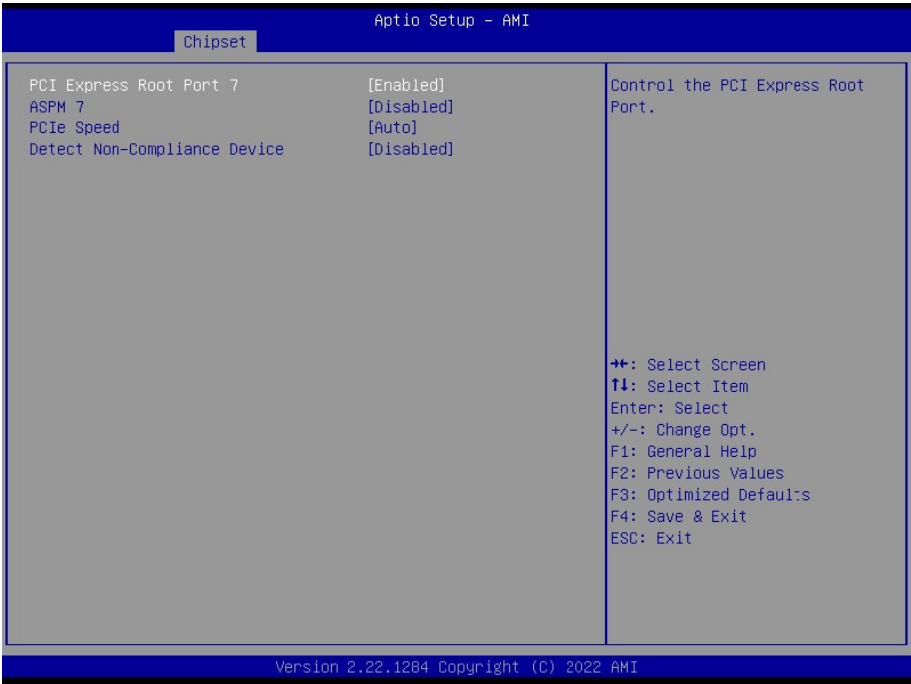 Aptio Setup - AMI
Chipset
PCI Express Root Port 7 [Enabled]
ASPM 7 [Disabled]
PCIe Speed [Auto]
Detect Non-Compliance Device [Disabled]
Control the PCI Express Root
Port.
→←: Select Screen
↑↓: Select Item
Enter: Select
+/-: Change Opt.
F1: General Help
F2: Previous Values
F3: Optimized Defaults
F4: Save & Exit
ESC: Exit
Version 2.22.1284 Copyright (C) 2022 AMI